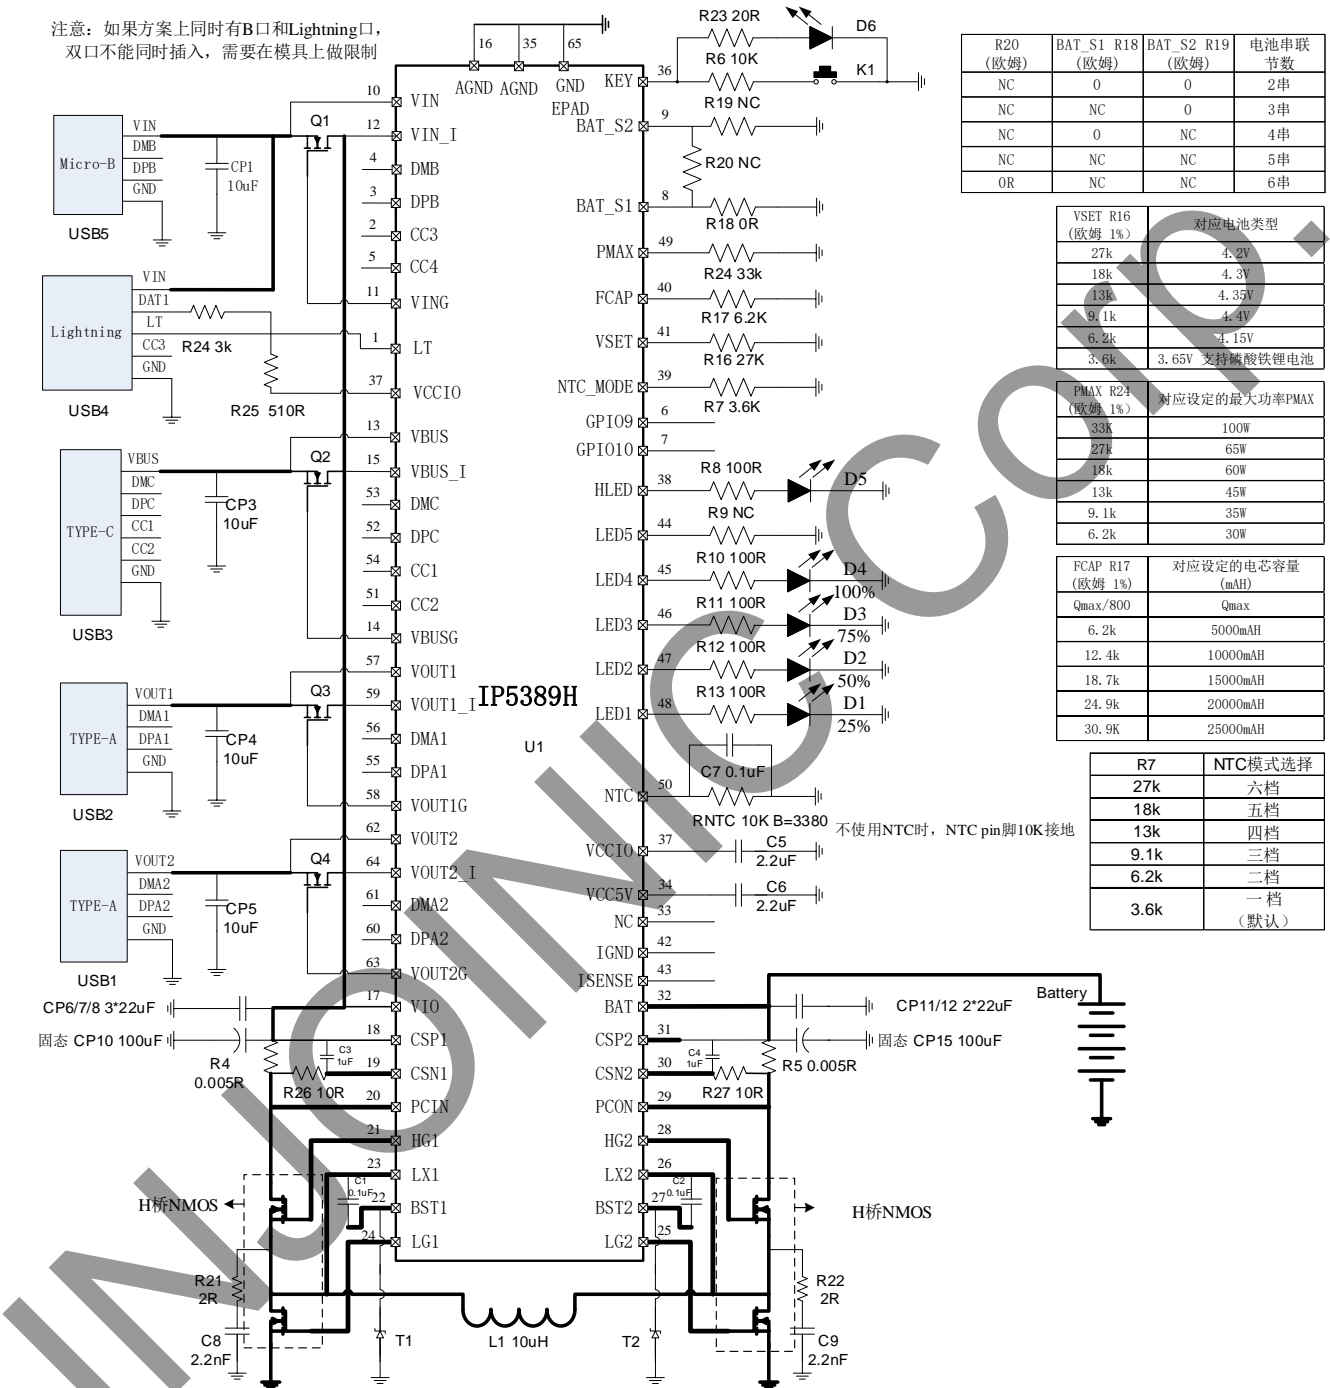 注意：如果方案上同时有B口和Lightning口，
双口不能同时插入，需要在模具上做限制
16
35
65
AGND
AGND
GND
EPAD
10
VIN
12
VIN_I
4
DMB
3
DPB
2
CC3
5
CC4
11
VING
1
LT
37
VCCIO
13
VBUS
15
VBUS_I
53
DMC
52
DPC
54
CC1
51
CC2
14
VBUSG
57
VOUT1
59
VOUT1_I
56
DMA1
55
DPA1
58
VOUT1G
62
VOUT2
64
VOUT2_I
61
DMA2
60
DPA2
63
VOUT2G
17
VIO
18
CSP1
19
CSN1
20
PCIN
21
HG1
23
LX1
22
BST1
24
LG1
IP5389H
U1
Micro-B
VIN
DMB
DPB
GND
USB5
CP1
10uF
Q1
Lightning
VIN
DAT1
LT
CC3
GND
USB4
R24 3k
R25 510R
TYPE-C
VBUS
DMC
DPC
CC1
CC2
GND
USB3
CP3
10uF
Q2
TYPE-A
VOUT1
DMA1
DPA1
GND
USB2
CP4
10uF
Q3
TYPE-A
VOUT2
DMA2
DPA2
GND
USB1
CP5
10uF
Q4
CP6/7/8 3*22uF
固态 CP10 100uF
R4
0.005R
C3
1uF
R26 10R
H桥NMOS
C1
0.1uF
R21
2R
C8
2.2nF
T1
L1 10uH
T2
36
KEY
R23 20R
D6
R6 10K
K1
9
BAT_S2
R19 NC
R20 NC
8
BAT_S1
R18 0R
49
PMAX
R24 33k
40
FCAP
R17 6.2K
41
VSET
R16 27K
39
NTC_MODE
R7 3.6K
6
GPIO9
7
GPIO10
38
HLED
R8 100R
D5
44
LED5
R9 NC
45
LED4
R10 100R
D4
100%
46
LED3
R11 100R
D3
75%
47
LED2
R12 100R
D2
50%
48
LED1
R13 100R
D1
25%
50
NTC
C7 0.1uF
RNTC 10K B=3380
不使用NTC时，NTC pin脚10K接地
37
VCCIO
C5
2.2uF
34
VCC5V
C6
2.2uF
33
NC
42
IGND
43
ISENSE
32
BAT
31
CSP2
30
CSN2
29
PCON
28
HG2
26
LX2
27
BST2
25
LG2
CP11/12 2*22uF
固态 CP15 100uF
C4
1uF
R5 0.005R
R27 10R
C2
0.1uF
H桥NMOS
R22
2R
C9
2.2nF
Battery
R20 BAT_S1 R18 BAT_S2 R19 电池串联
(欧姆) (欧姆) (欧姆) 节数
NC 0 0 2串
NC NC 0 3串
NC 0 NC 4串
NC NC NC 5串
0R NC NC 6串
VSET R16
(欧姆 1%) 对应电池类型
27k 4.2V
18k 4.3V
13k 4.35V
9.1k 4.4V
6.2k 4.15V
3.6k 3.65V 支持磷酸铁锂电池
PMAX R24
(欧姆 1%) 对应设定的最大功率PMAX
33K 100W
27k 65W
18k 60W
13k 45W
9.1k 35W
6.2k 30W
FCAP R17 对应设定的电芯容量
(欧姆 1%) (mAH)
Qmax/800 Qmax
6.2k 5000mAH
12.4k 10000mAH
18.7k 15000mAH
24.9k 20000mAH
30.9K 25000mAH
R7 NTC模式选择
27k 六档
18k 五档
13k 四档
9.1k 三档
6.2k 二档
3.6k 一档
（默认）
INJOINIC Corp.